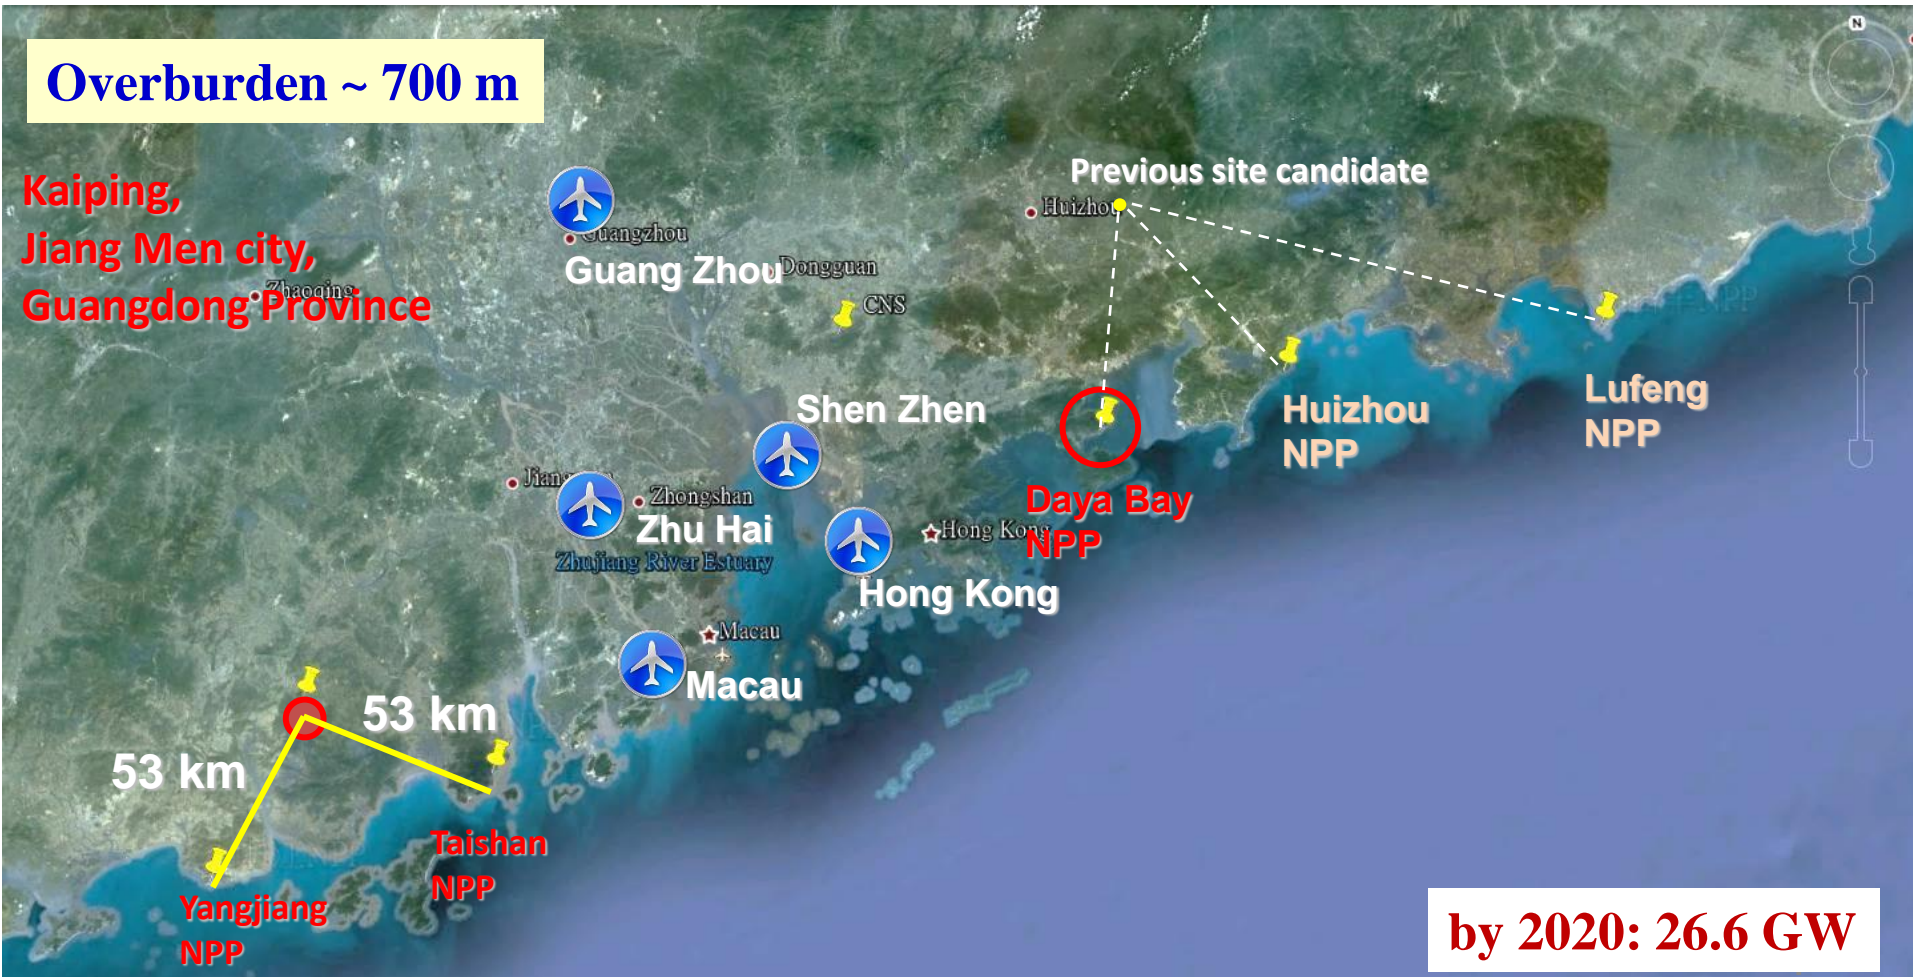 N
Overburden ~ 700 m
Previous site candidate
Kaiping,
Jiang Men city,
Guangdong Province
Zhaoqing
Huizhou
Guangzhou
Guang Zhou
Dongguan
CNS
NPP
Lufeng
NPP
Huizhou
NPP
Shen Zhen
Daya Bay
NPP
Zhongshan
Zhu Hai
Zhujiang River Estuary
Hong Kong
Hong Kong
Macau
Macau
53 km
53 km
Taishan
NPP
Yangjiang
NPP
by 2020: 26.6 GW